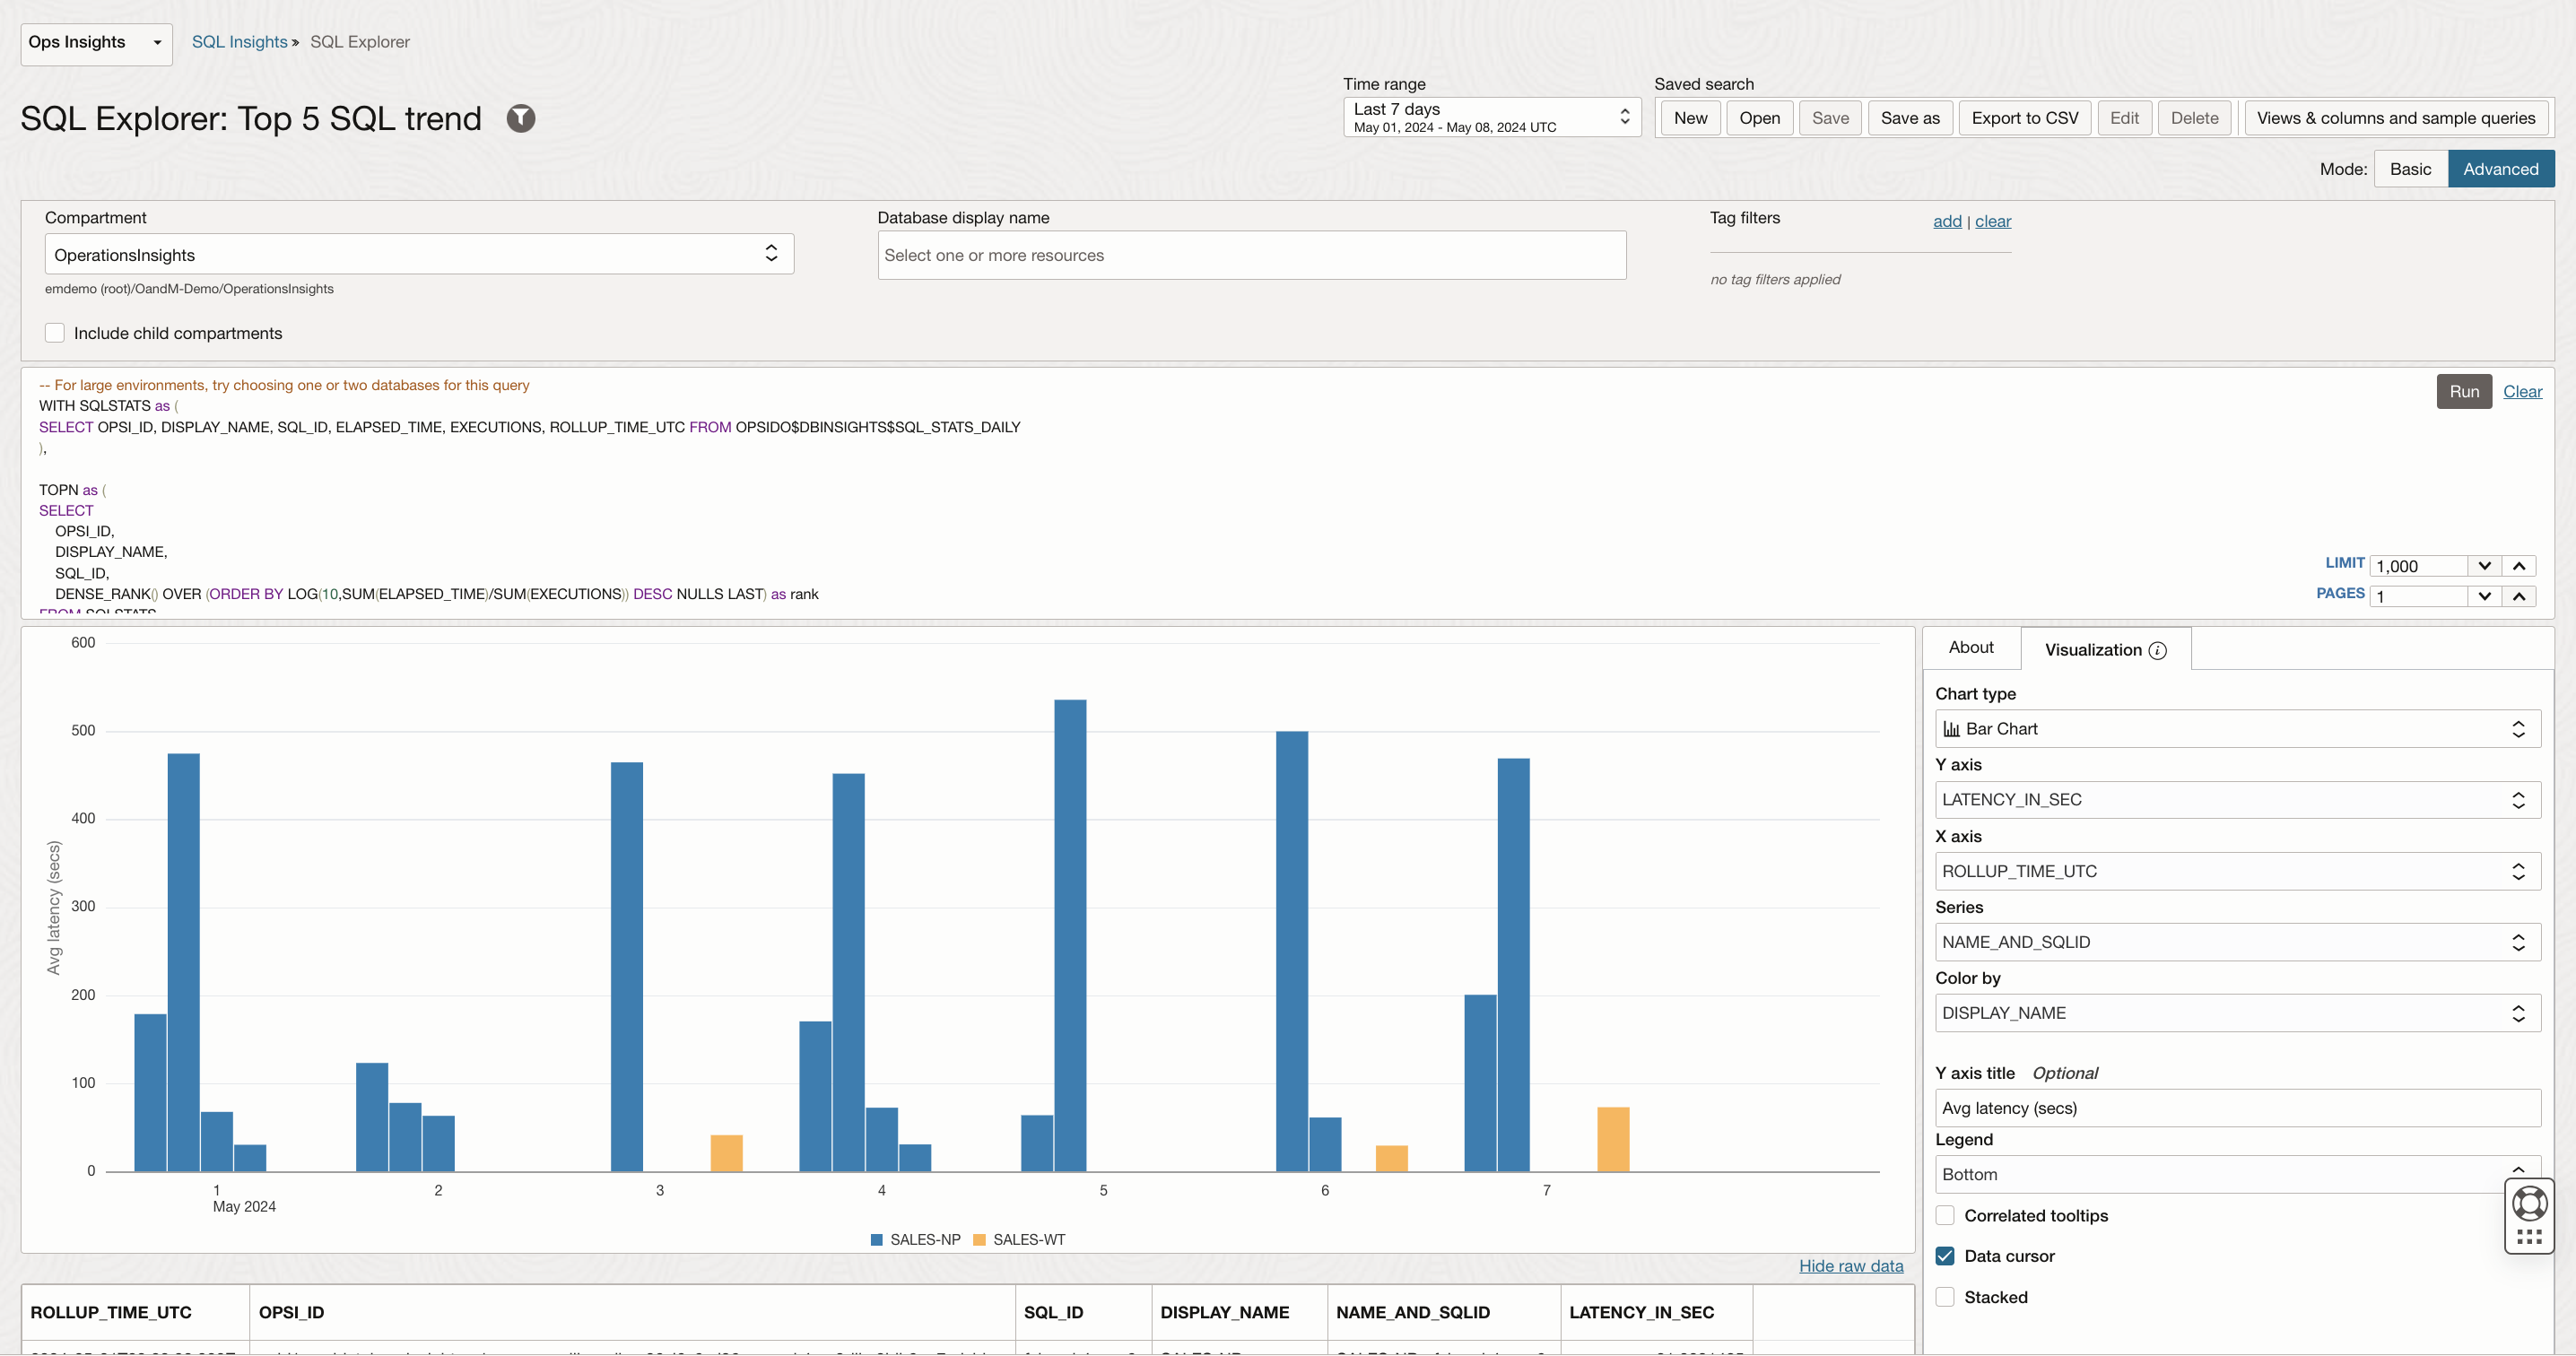 Ops Insights
SQL Insights » SQL Explorer
SQL Explorer: Top 5 SQL trend
Time range
Last 7 days
May 01, 2024 - May 08, 2024 UTC
Saved search
New Open Save Save as Export to CSV Edit Delete Views & columns and sample queries
Mode: Basic Advanced
Compartment
OperationsInsights
emdemo (root)/OandM-Demo/OperationsInsights
Include child compartments
Database display name
Select one or more resources
Tag filters add | clear
no tag filters applied
-- For large environments, try choosing one or two databases for this query
WITH SQLSTATS as (
SELECT OPSI_ID, DISPLAY_NAME, SQL_ID, ELAPSED_TIME, EXECUTIONS, ROLLUP_TIME_UTC FROM OPSIDO$DBINSIGHTS$SQL_STATS_DAILY
),
TOPN as (
SELECT
OPSI_ID,
DISPLAY_NAME,
SQL_ID,
DENSE_RANK() OVER (ORDER BY LOG(10,SUM(ELAPSED_TIME)/SUM(EXECUTIONS)) DESC NULLS LAST) as rank
FROM SQLSTATS
Run Clear
LIMIT 1,000
PAGES 1
600
500
400
300
200
100
0
Avg latency (secs)
1 2 3 4 5 6 7
May 2024
SALES-NP SALES-WT
Hide raw data
ROLLUP_TIME_UTC OPSI_ID SQL_ID DISPLAY_NAME NAME_AND_SQLID LATENCY_IN_SEC
About Visualization
Chart type
Bar Chart
Y axis
LATENCY_IN_SEC
X axis
ROLLUP_TIME_UTC
Series
NAME_AND_SQLID
Color by
DISPLAY_NAME
Y axis title Optional
Avg latency (secs)
Legend
Bottom
Correlated tooltips
Data cursor
Stacked